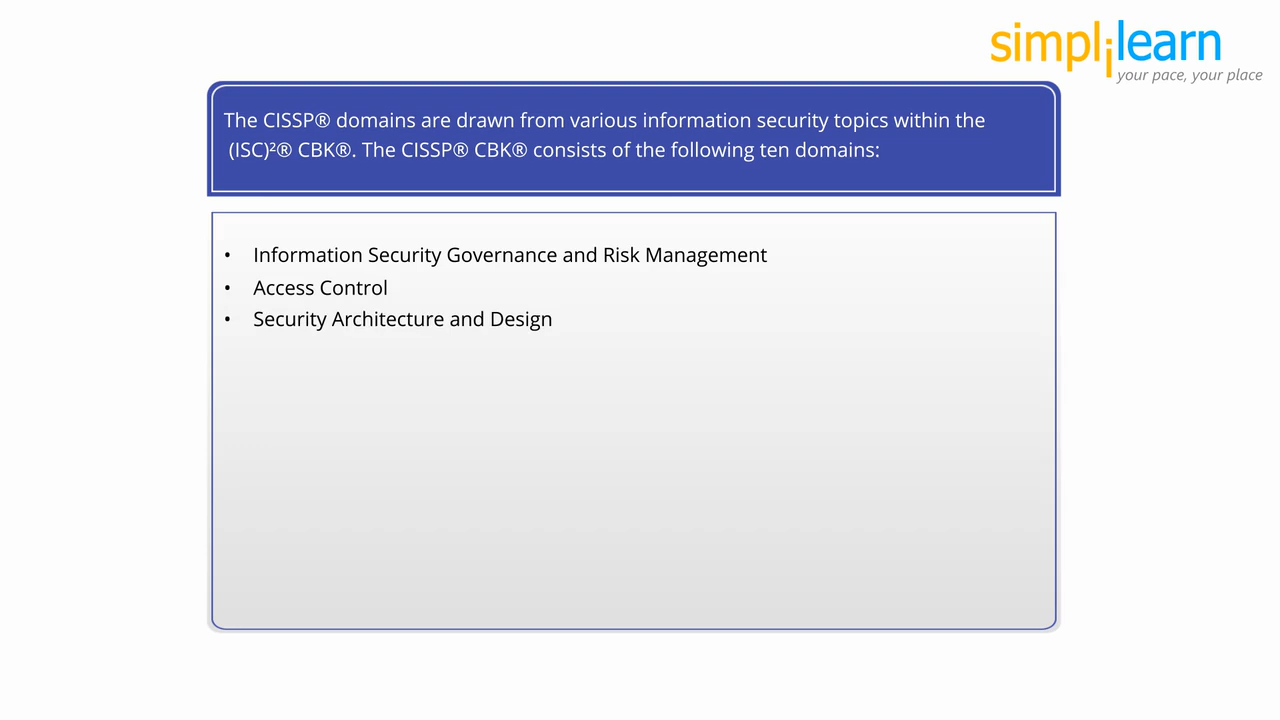 simplilearn
your pace, your place
The CISSP® domains are drawn from various information security topics within the
(ISC)²® CBK®. The CISSP® CBK® consists of the following ten domains:
• Information Security Governance and Risk Management
• Access Control
• Security Architecture and Design